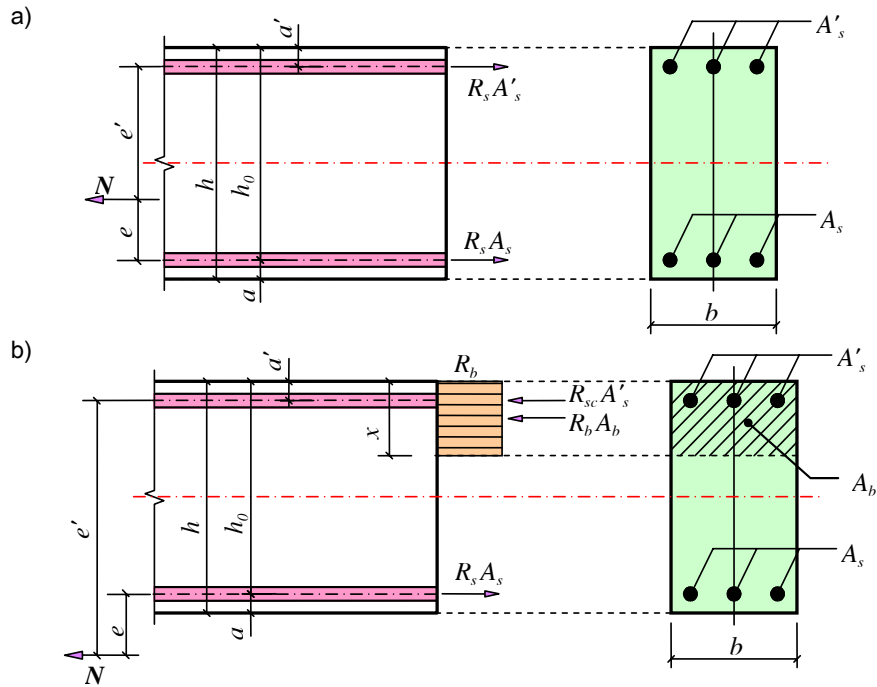 a)
a'
A's
RsA's
e'
h
h0
N
e
RsAs
As
a
b
b)
a'
Rb
A's
RscA's
RbAb
x
e'
h
h0
Ab
As
RsAs
e
a
b
N